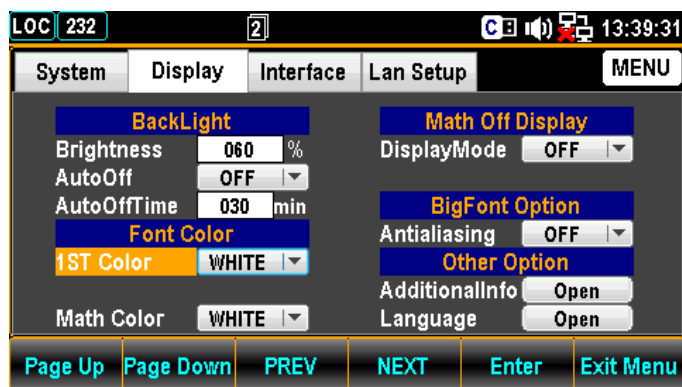 LOC 232 2 C E 13:39:31
System Display Interface Lan Setup MENU
BackLight
Brightness 060 %
AutoOff OFF
AutoOffTime 030 min
Font Color
1ST Color WHITE
Math Color WHITE
Math Off Display
DisplayMode OFF
BigFont Option
Antialiasing OFF
Other Option
AdditionalInfo Open
Language Open
Page Up Page Down PREV NEXT Enter Exit Menu